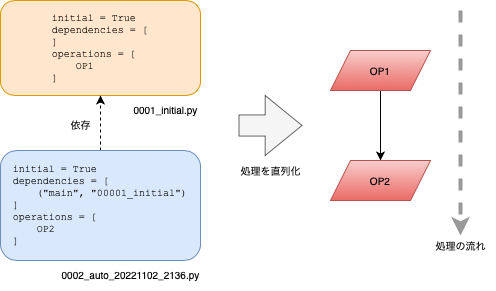 initial = True
dependencies = [
]
operations = [
OP1
]
0001_initial.py
依存
initial = True
dependencies = [
("main", "00001_initial")
]
operations = [
OP2
]
0002_auto_20221102_2136.py
処理を直列化
OP1
OP2
処理の流れ